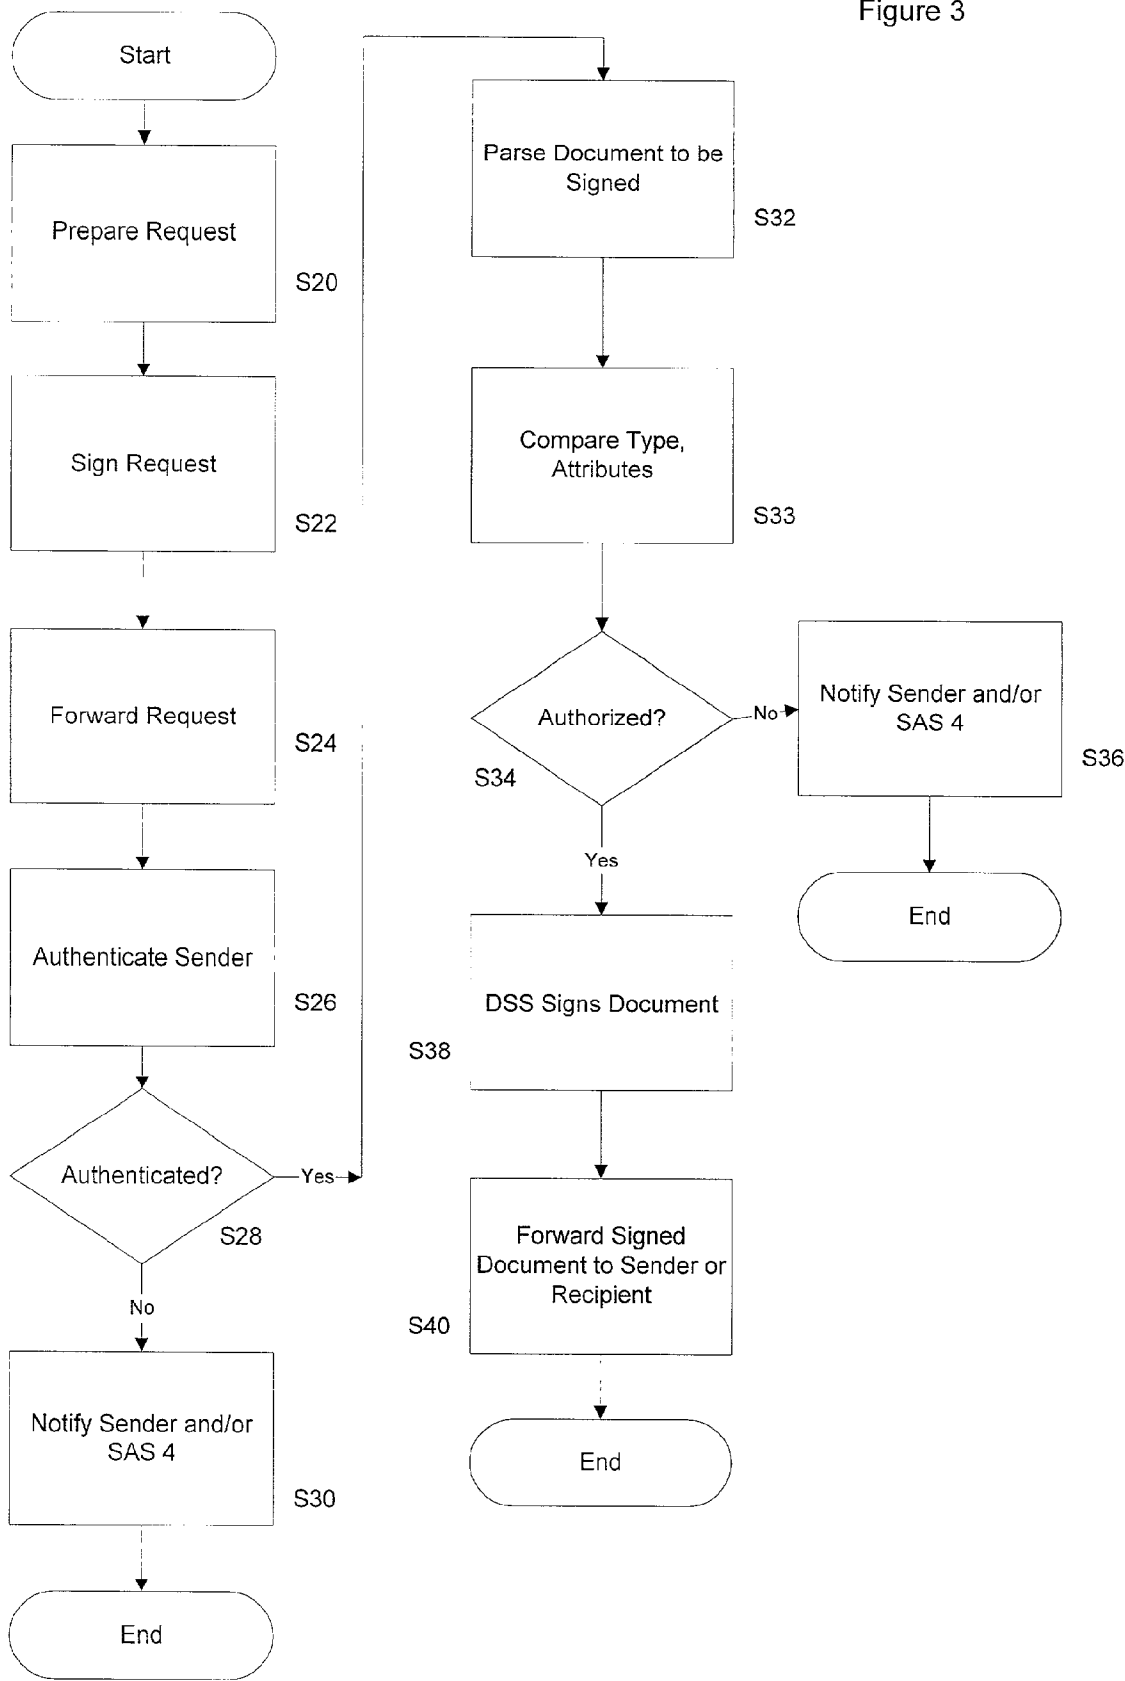 Figure 3
Start
Prepare Request
S20
Sign Request
S22
Forward Request
S24
Authenticate Sender
S26
Authenticated?
Yes
S28
No
Notify Sender and/or
SAS 4
S30
End
Parse Document to be
Signed
S32
Compare Type,
Attributes
S33
Authorized?
No
S34
Notify Sender and/or
SAS 4
S36
End
Yes
DSS Signs Document
S38
Forward Signed
Document to Sender or
Recipient
S40
End